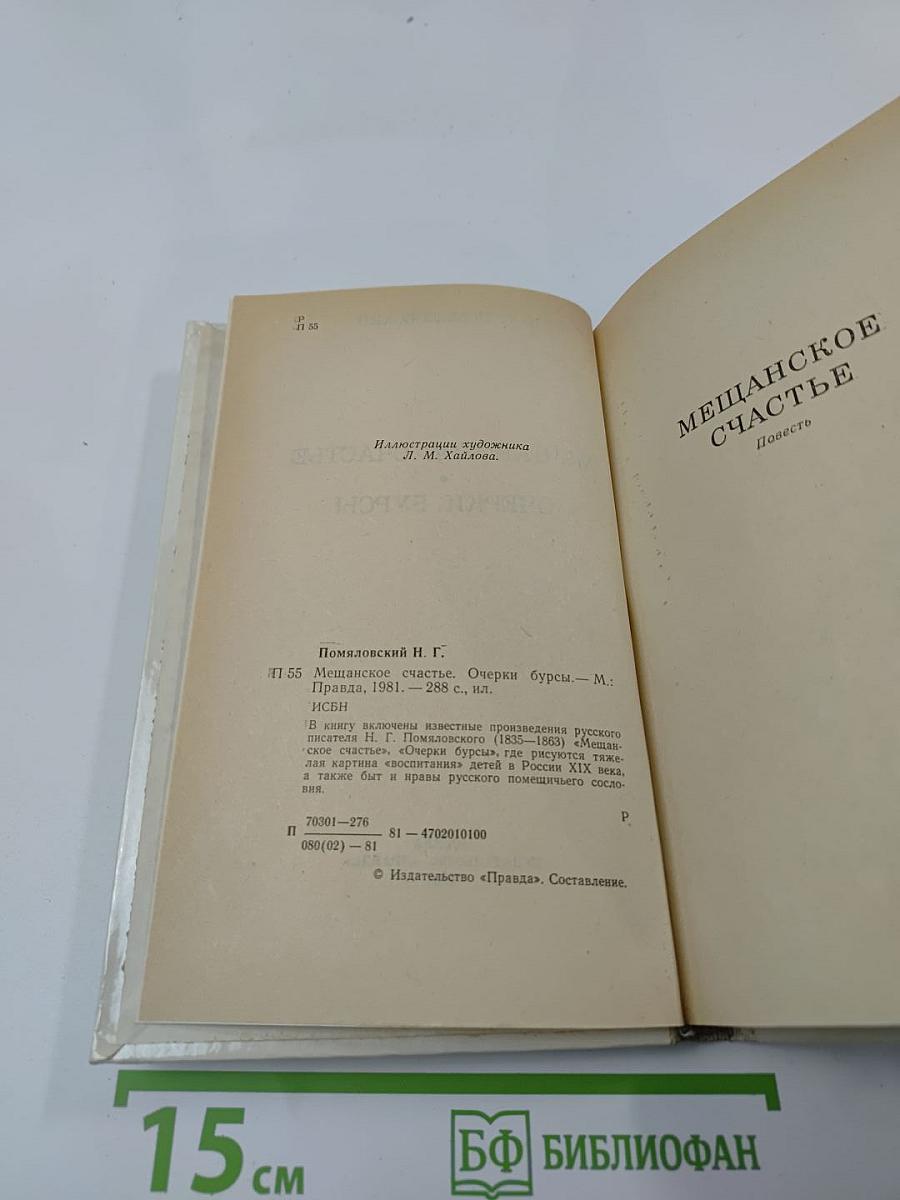 Р
П 55
Иллюстрации художника
Л. М. Хайлова.
Помяловский Н. Г.
П 55 Мещанское счастье. Очерки бурсы.— М.:
Правда, 1981. — 288 с., ил.
ИСБН
В книгу включены известные произведения русского
писателя Н. Г. Помяловского (1835—1863) «Мещан-
ское счастье», «Очерки бурсы», где рисуются тяже-
лая картина «воспитания» детей в России XIX века,
а также быт и нравы русского помещичьего сосло-
вия.
П 70301—276
080(02) — 81
81 — 4702010100
Р
© Издательство «Правда». Составление.
МЕЩАНСКОЕ
СЧАСТЬЕ
Повесть
15 см
БФ БИБЛИОФАН